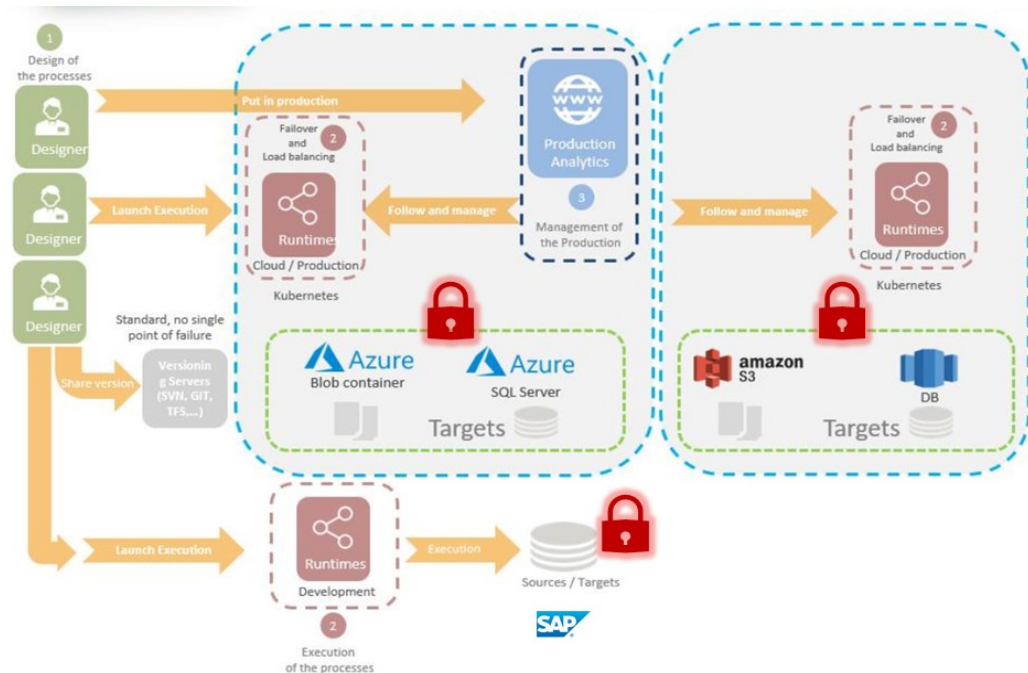 1
Design of
the processes
Designer
Designer
Designer
Put in production
Launch Execution
Failover
and
Load balancing
2
Runtimes
Cloud / Production
Kubernetes
Follow and manage
WWW
Production
Analytics
3
Management of
the Production
Follow and manage
Failover
and
Load balancing
2
Runtimes
Cloud / Production
Kubernetes
Standard, no single
point of failure
Share version
Versionin
g Servers
(SVN, GIT,
TFS,...)
Azure
Blob container
Azure
SQL Server
Targets
amazon
S3
DB
Targets
Launch Execution
Runtimes
Development
2
Execution
of the processes
Execution
Sources / Targets
SAP